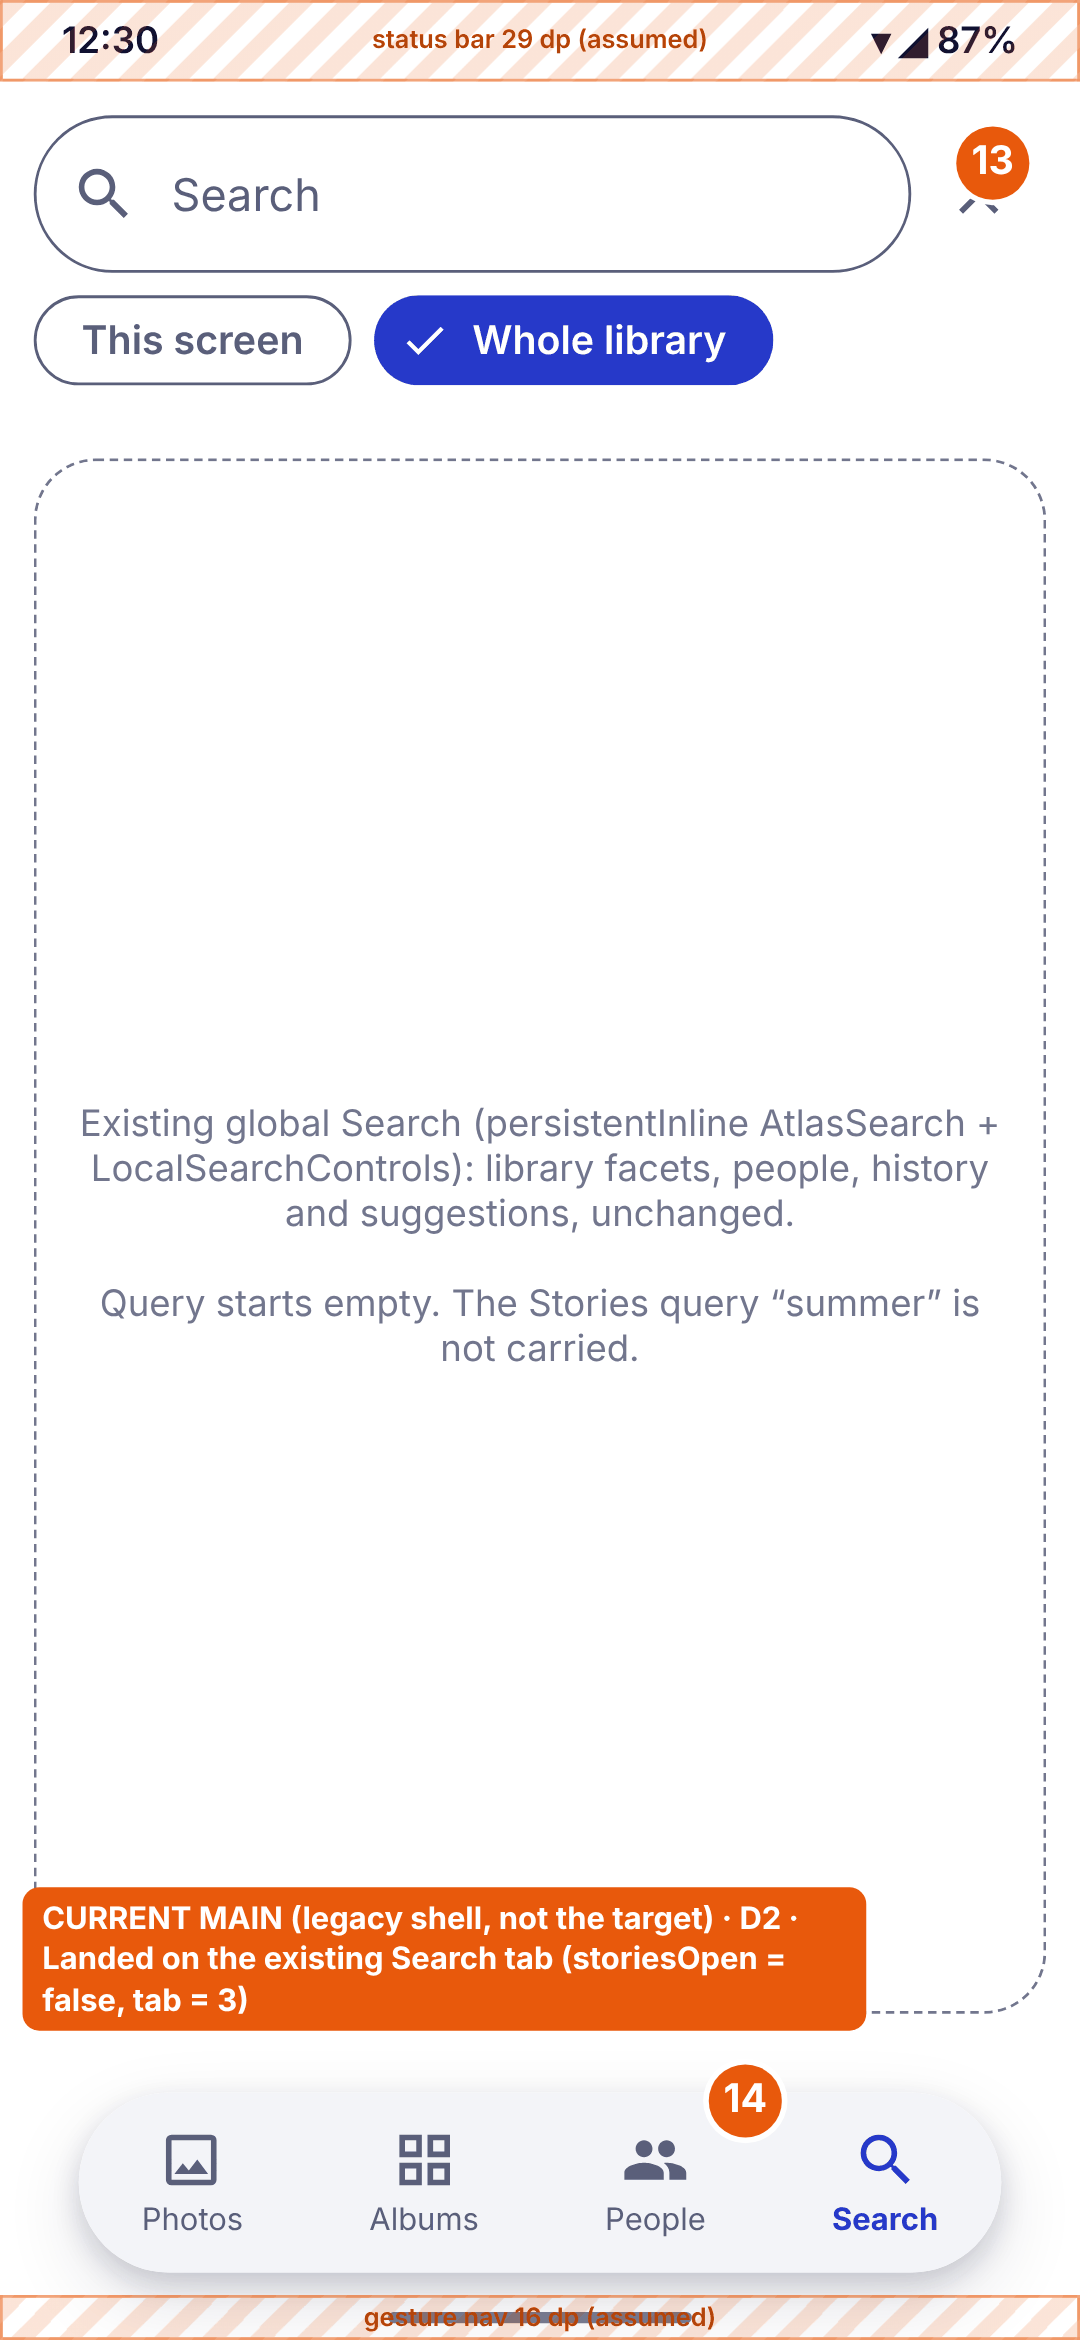 12:30
status bar 29 dp (assumed)
87%
Search
13
This screen
Whole library
Existing global Search (persistentInline AtlasSearch +
LocalSearchControls): library facets, people, history
and suggestions, unchanged.
Query starts empty. The Stories query “summer” is
not carried.
CURRENT MAIN (legacy shell, not the target) · D2 ·
Landed on the existing Search tab (storiesOpen =
false, tab = 3)
14
Photos
Albums
People
Search
gesture nav 16 dp (assumed)